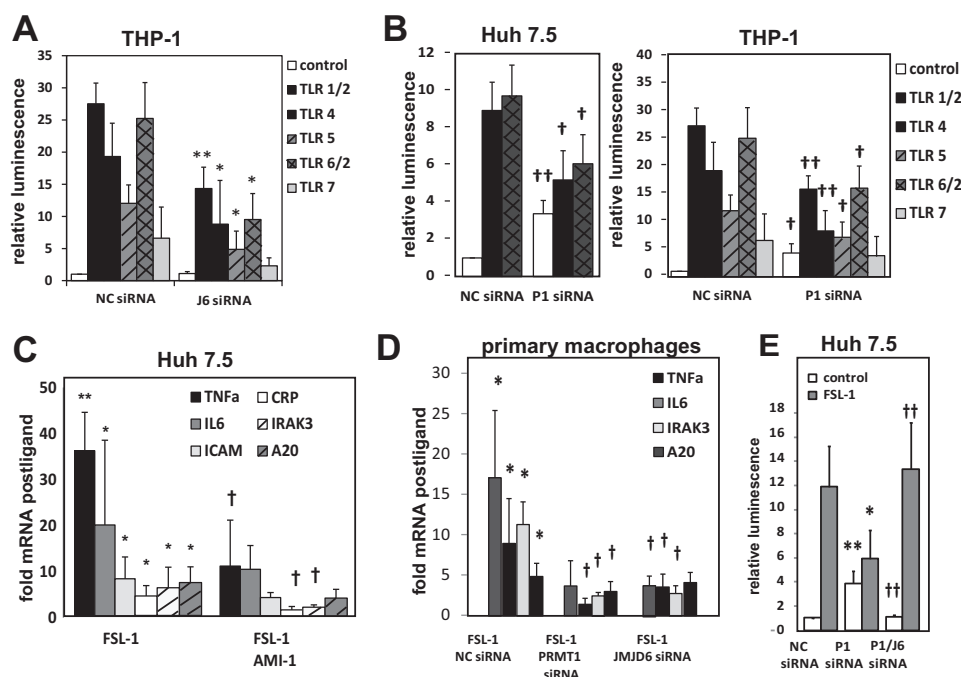 A
THP-1
relative luminescence
35
30
25
20
15
10
5
0
** * * *
NC siRNA J6 siRNA
control
TLR 1/2
TLR 4
TLR 5
TLR 6/2
TLR 7
B
Huh 7.5
relative luminescence
12
10
8
6
4
2
0
†† † †
NC siRNA P1 siRNA
THP-1
relative luminescence
40
35
30
25
20
15
10
5
0
† †† †† † †
NC siRNA P1 siRNA
control
TLR 1/2
TLR 4
TLR 5
TLR 6/2
TLR 7
C
Huh 7.5
fold mRNA postligand
50
40
30
20
10
0
TNFa CRP
IL6 IRAK3
ICAM A20
** * * * * * † † †
FSL-1 FSL-1
AMI-1
D
primary macrophages
fold mRNA postligand
30
25
20
15
10
5
0
TNFa
IL6
IRAK3
A20
* * * * † † † † † †
FSL-1 FSL-1 FSL-1
NC siRNA PRMT1 JMJD6 siRNA
siRNA
E
Huh 7.5
control
FSL-1
relative luminescence
18
16
14
12
10
8
6
4
2
0
** * †† ††
NC P1 P1/J6
siRNA siRNA siRNA